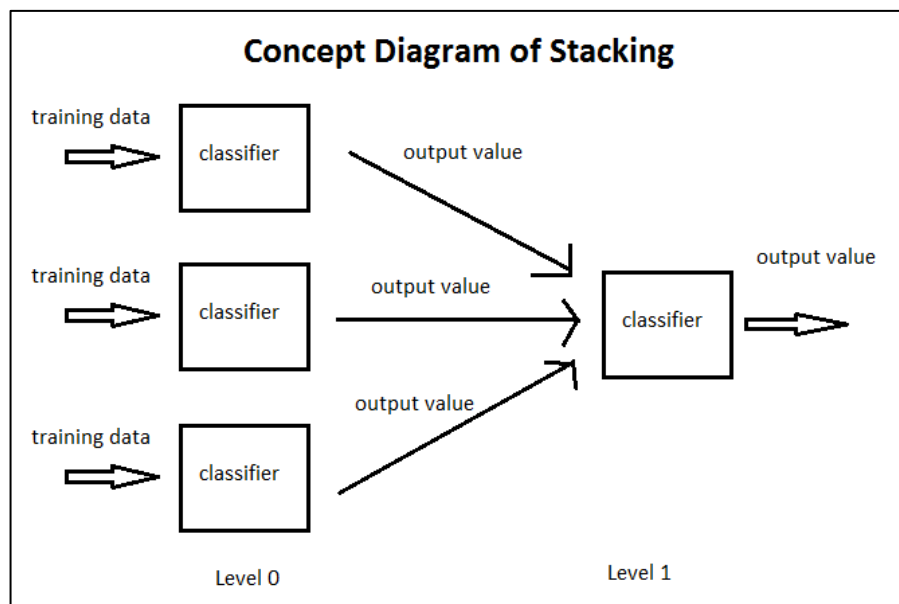 Concept Diagram of Stacking
training data
classifier
output value
training data
classifier
output value
classifier
output value
training data
classifier
output value
Level 0
Level 1